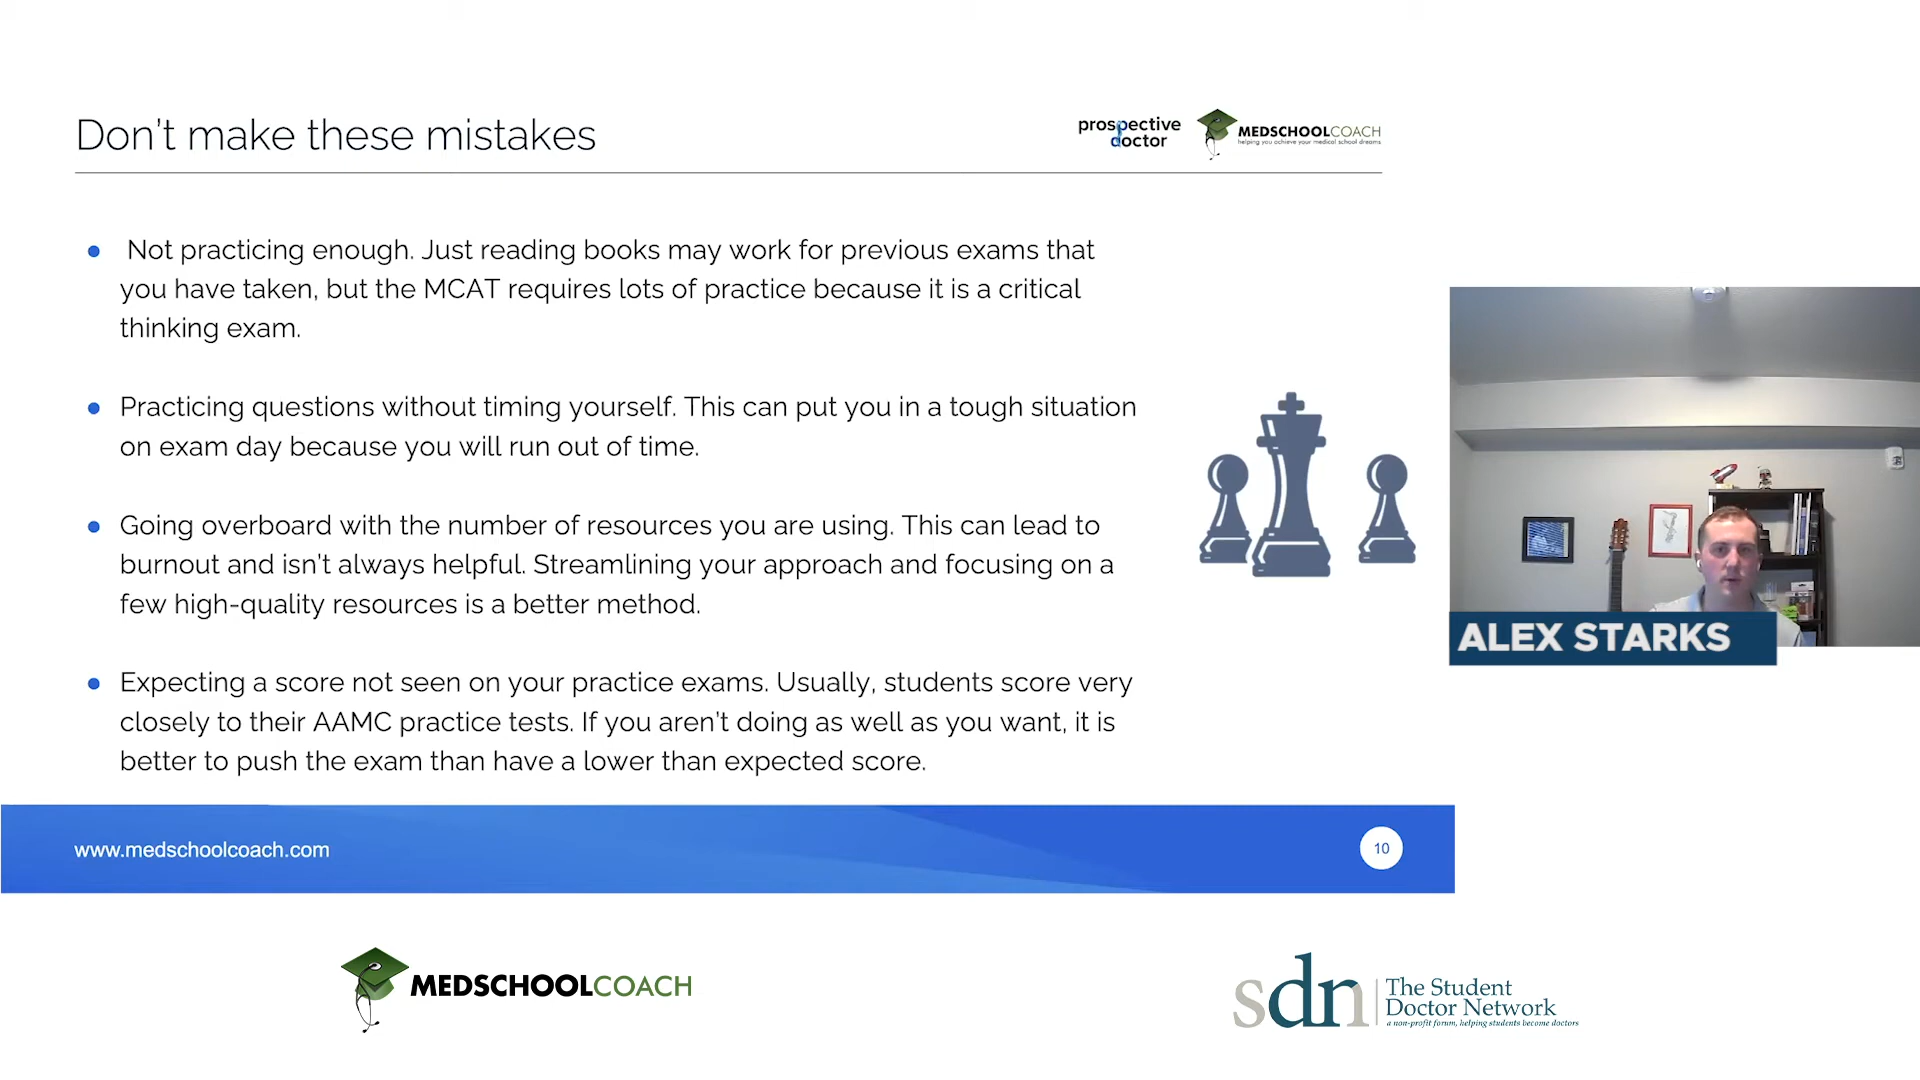 Don't make these mistakes
prospective
doctor
MEDSCHOOLCOACH
helping you achieve your medical school dreams
● Not practicing enough. Just reading books may work for previous exams that
you have taken, but the MCAT requires lots of practice because it is a critical
thinking exam.
● Practicing questions without timing yourself. This can put you in a tough situation
on exam day because you will run out of time.
● Going overboard with the number of resources you are using. This can lead to
burnout and isn't always helpful. Streamlining your approach and focusing on a
few high-quality resources is a better method.
● Expecting a score not seen on your practice exams. Usually, students score very
closely to their AAMC practice tests. If you aren't doing as well as you want, it is
better to push the exam than have a lower than expected score.
ALEX STARKS
www.medschoolcoach.com
10
MEDSCHOOLCOACH
sdn
The Student
Doctor Network
a non-profit forum, helping students become doctors